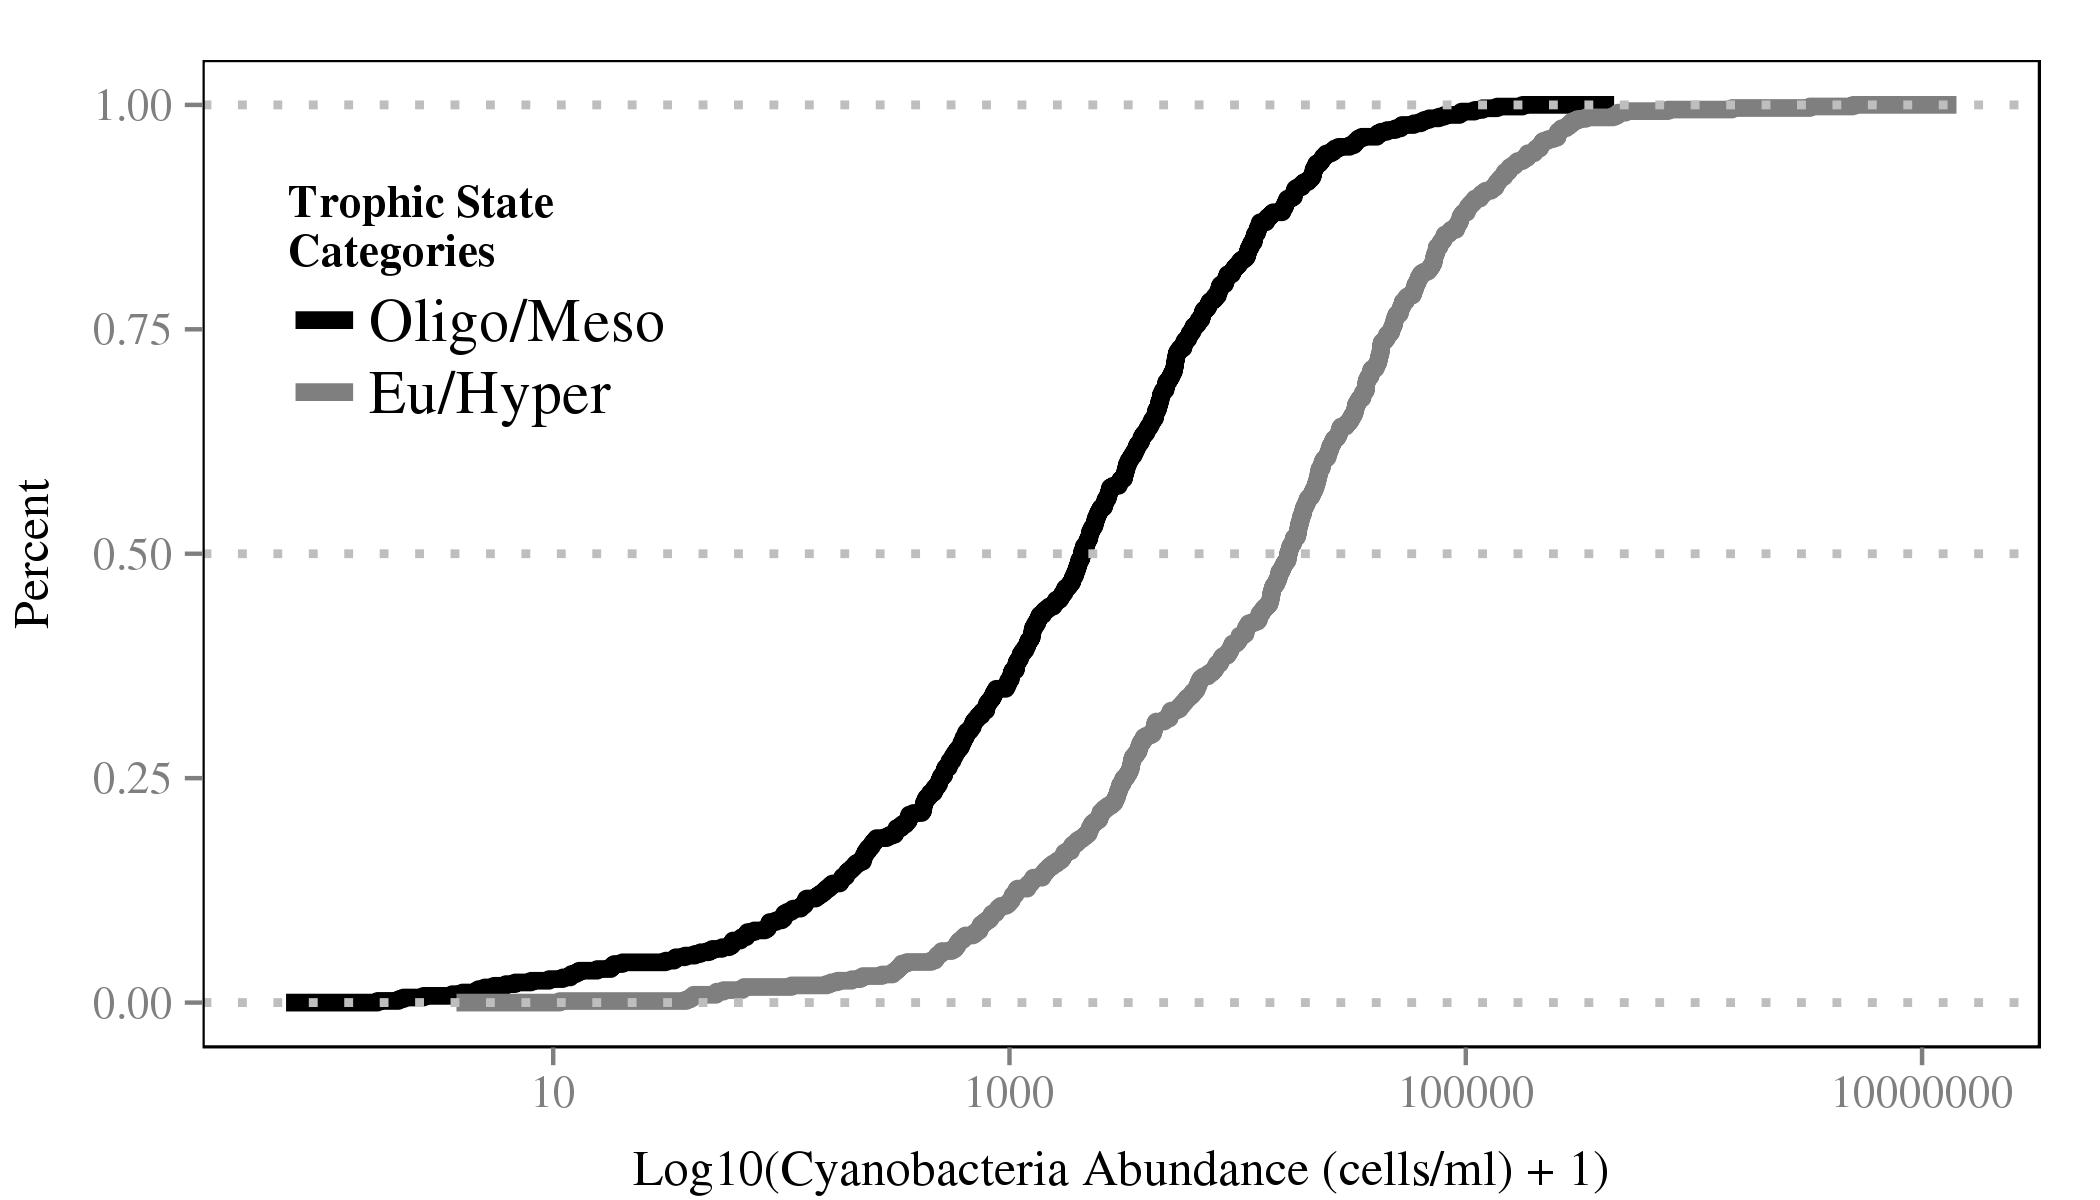 1.00
0.75
0.50
0.25
0.00
Percent
Trophic State
Categories
Oligo/Meso
Eu/Hyper
10
1000
100000
10000000
Log10(Cyanobacteria Abundance (cells/ml) + 1)